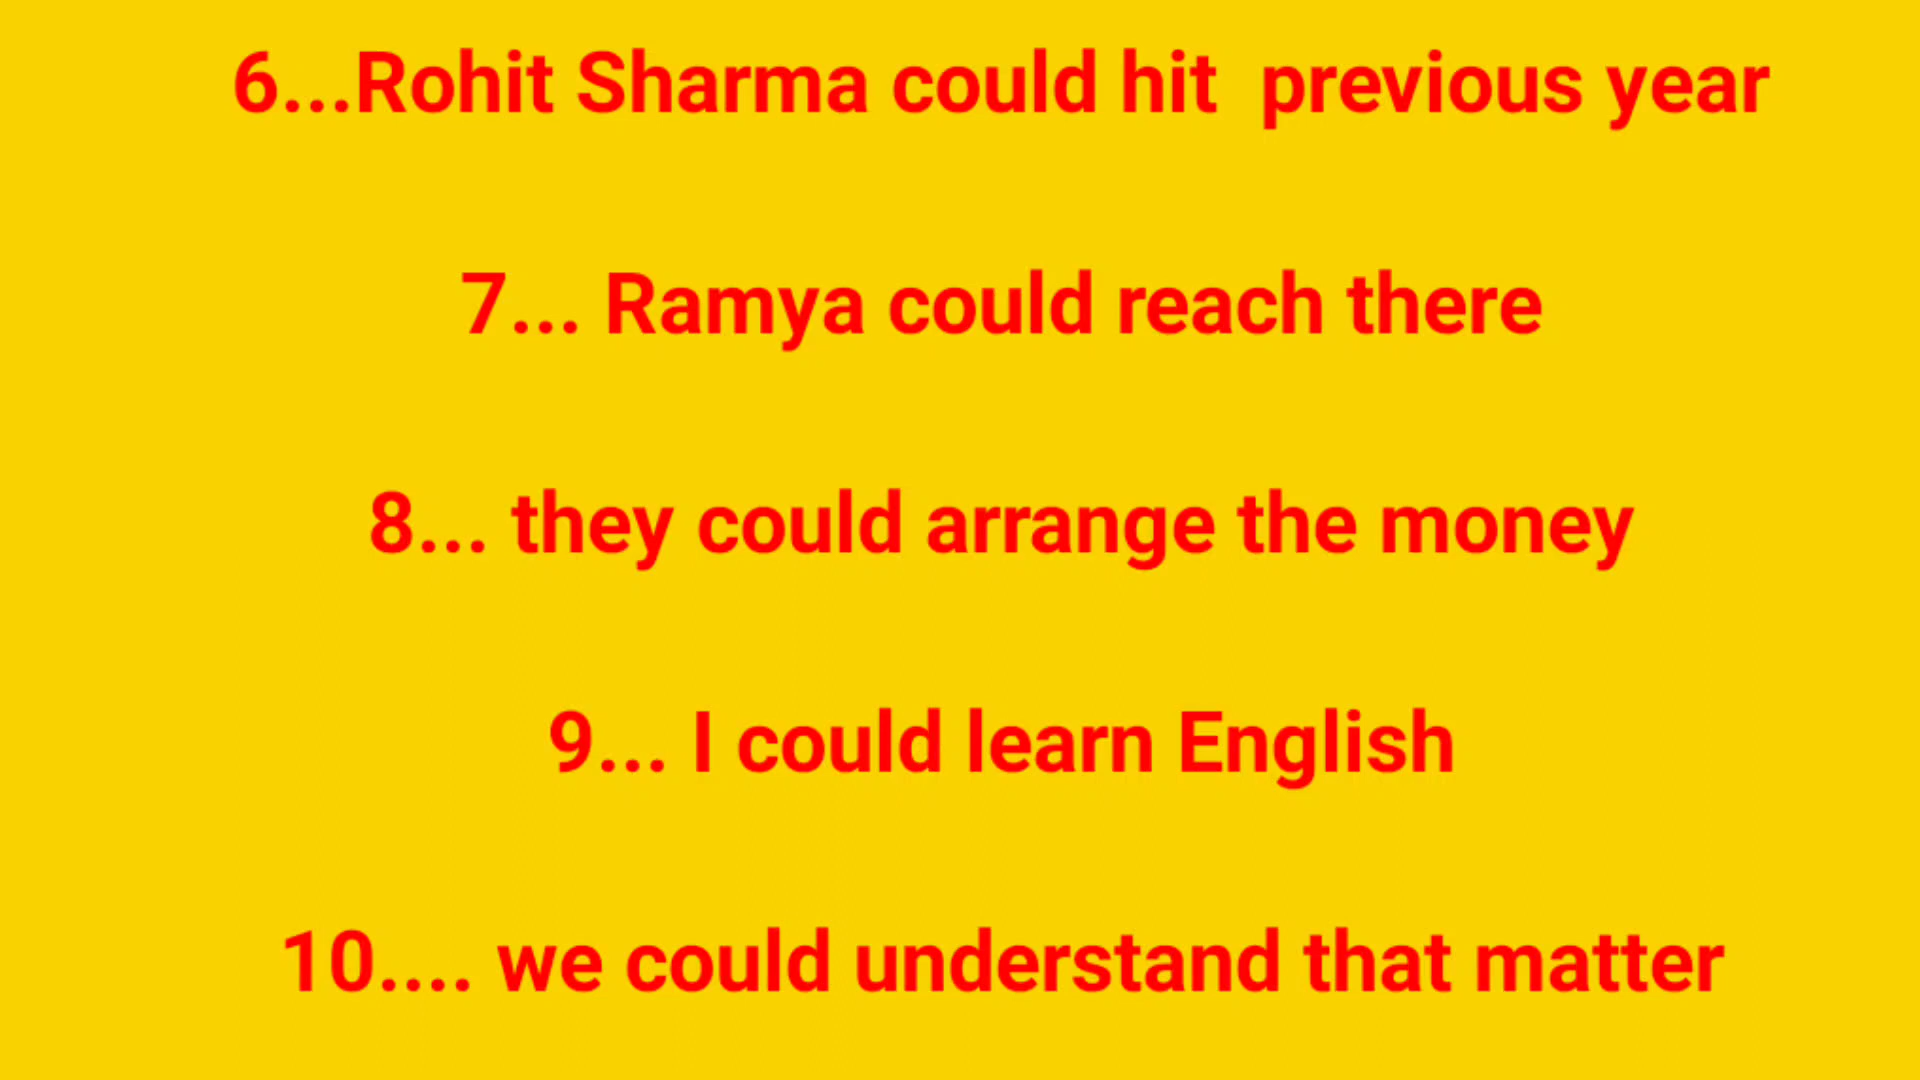 6...Rohit Sharma could hit  previous year
7... Ramya could reach there
8... they could arrange the money
9... I could learn English
10.... we could understand that matter